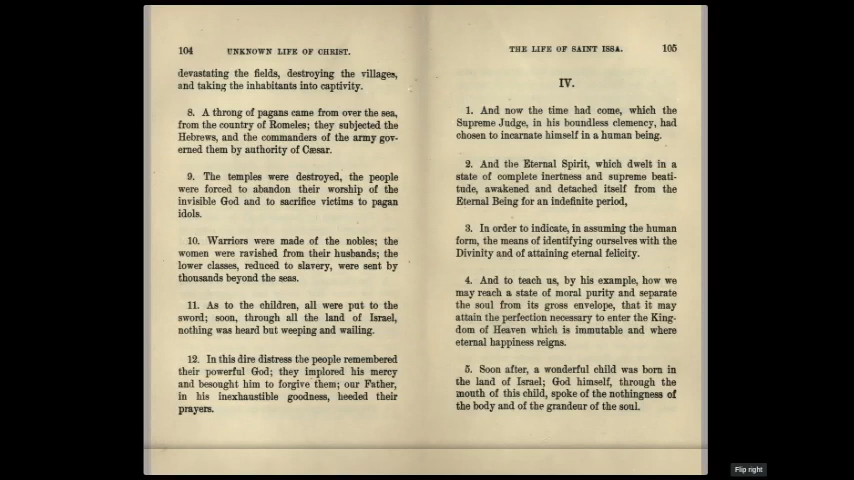 104 UNKNOWN LIFE OF CHRIST.
devastating the fields, destroying the villages,
and taking the inhabitants into captivity.
8. A throng of pagans came from over the sea,
from the country of Romeles; they subjected the
Hebrews, and the commanders of the army gov-
erned them by authority of Cæsar.
9. The temples were destroyed, the people
were forced to abandon their worship of the
invisible God and to sacrifice victims to pagan
idols.
10. Warriors were made of the nobles; the
women were ravished from their husbands; the
lower classes, reduced to slavery, were sent by
thousands beyond the seas.
11. As to the children, all were put to the
sword; soon, through all the land of Israel,
nothing was heard but weeping and wailing.
12. In this dire distress the people remembered
their powerful God; they implored his mercy
and besought him to forgive them; our Father,
in his inexhaustible goodness, heeded their
prayers.
THE LIFE OF SAINT ISSA. 105
IV.
1. And now the time had come, which the
Supreme Judge, in his boundless clemency, had
chosen to incarnate himself in a human being.
2. And the Eternal Spirit, which dwelt in a
state of complete inertness and supreme beati-
tude, awakened and detached itself from the
Eternal Being for an indefinite period,
3. In order to indicate, in assuming the human
form, the means of identifying ourselves with the
Divinity and of attaining eternal felicity.
4. And to teach us, by his example, how we
may reach a state of moral purity and separate
the soul from its gross envelope, that it may
attain the perfection necessary to enter the King-
dom of Heaven which is immutable and where
eternal happiness reigns.
5. Soon after, a wonderful child was born in
the land of Israel; God himself, through the
mouth of this child, spoke of the nothingness of
the body and of the grandeur of the soul.
Flip right